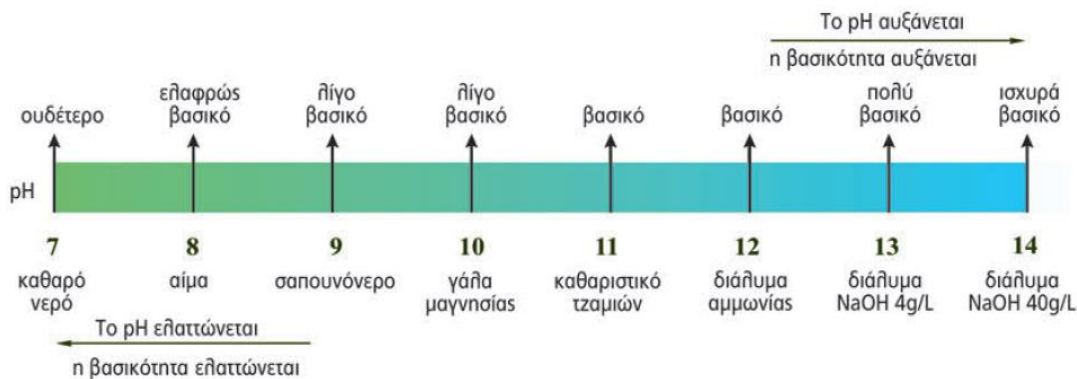 Το pH αυξάνεται
η βασικότητα αυξάνεται
ουδέτερο
ελαφρώς
βασικό
λίγο
βασικό
λίγο
βασικό
βασικό
βασικό
πολύ
βασικό
ισχυρά
βασικό
pH
7 8 9 10 11 12 13 14
καθαρό
νερό
αίμα
σαπουνόνερο
γάλα
μαγνησίας
καθαριστικό
τζαμιών
διάλυμα
αμμωνίας
διάλυμα
NaOH 4g/L
διάλυμα
NaOH 40g/L
Το pH ελαττώνεται
η βασικότητα ελαττώνεται